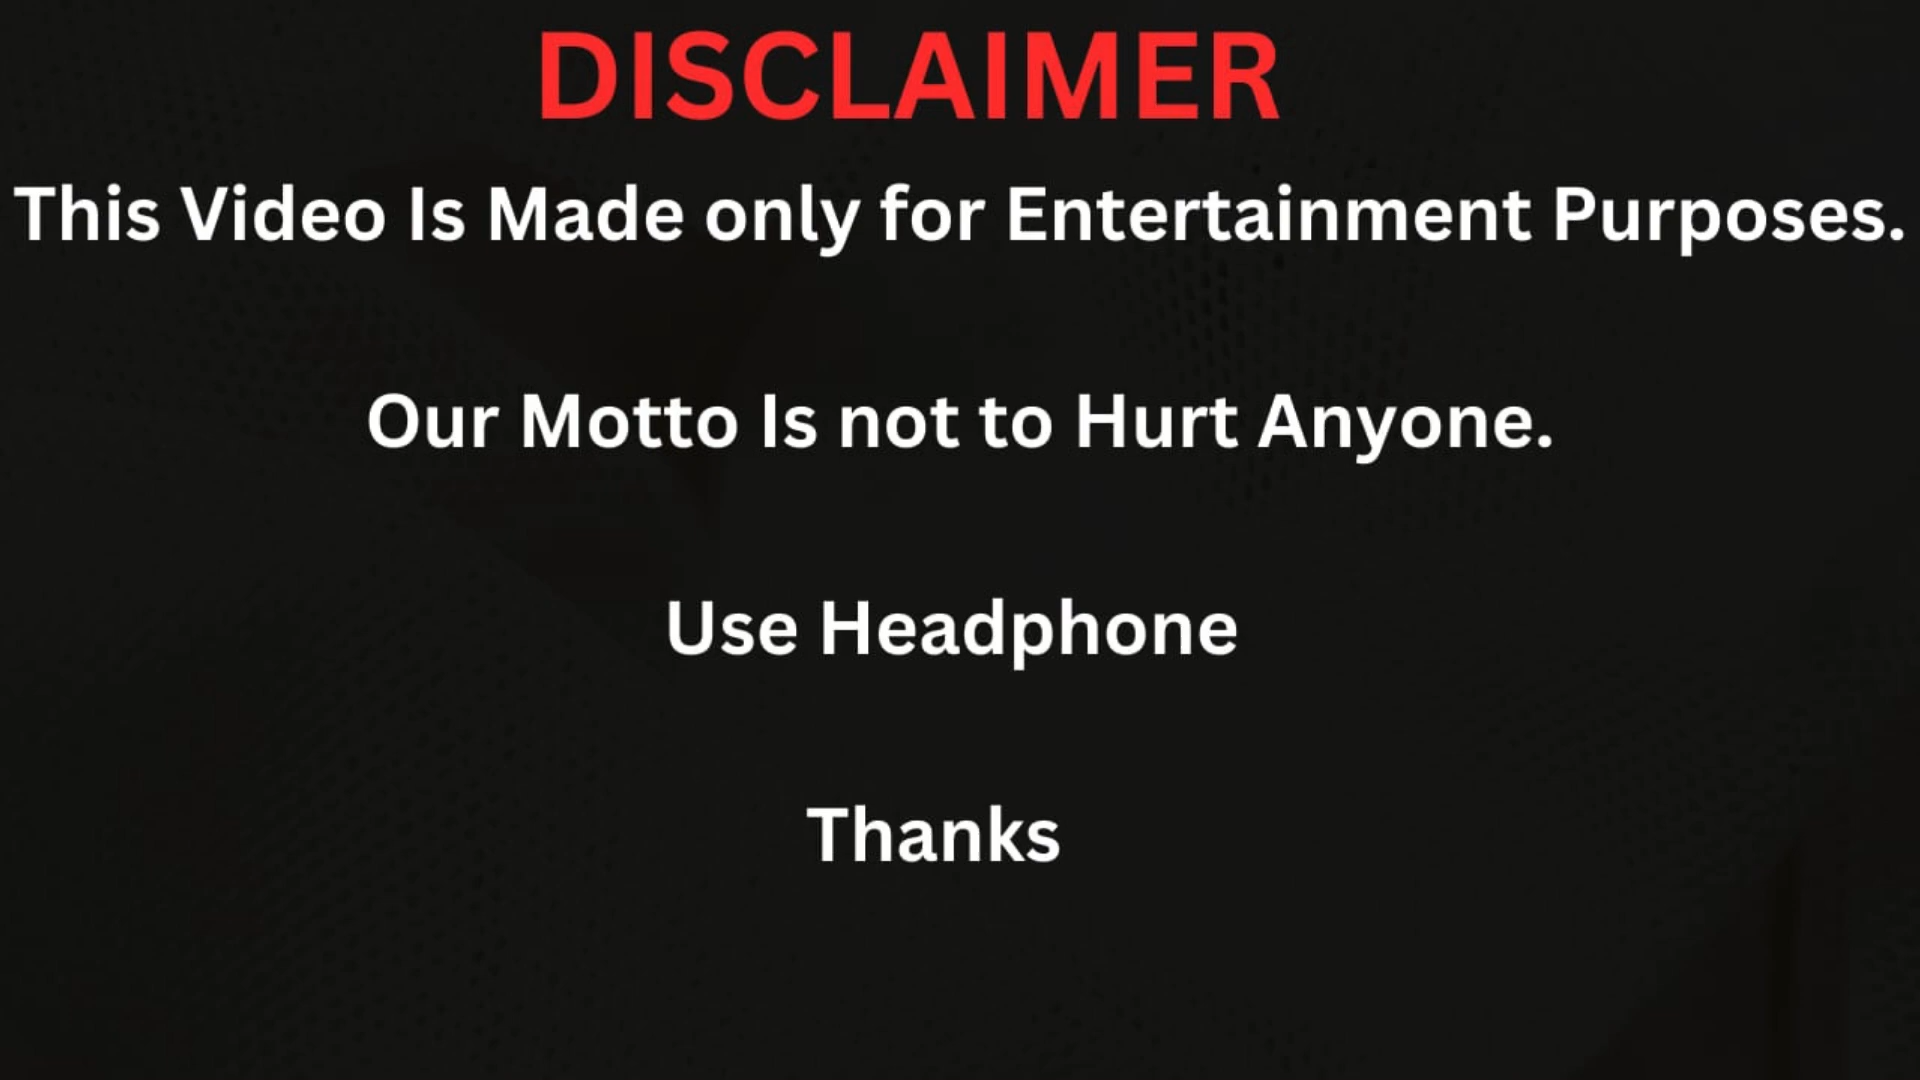 DISCLAIMER
This Video Is Made only for Entertainment Purposes.
Our Motto Is not to Hurt Anyone.
Use Headphone
Thanks